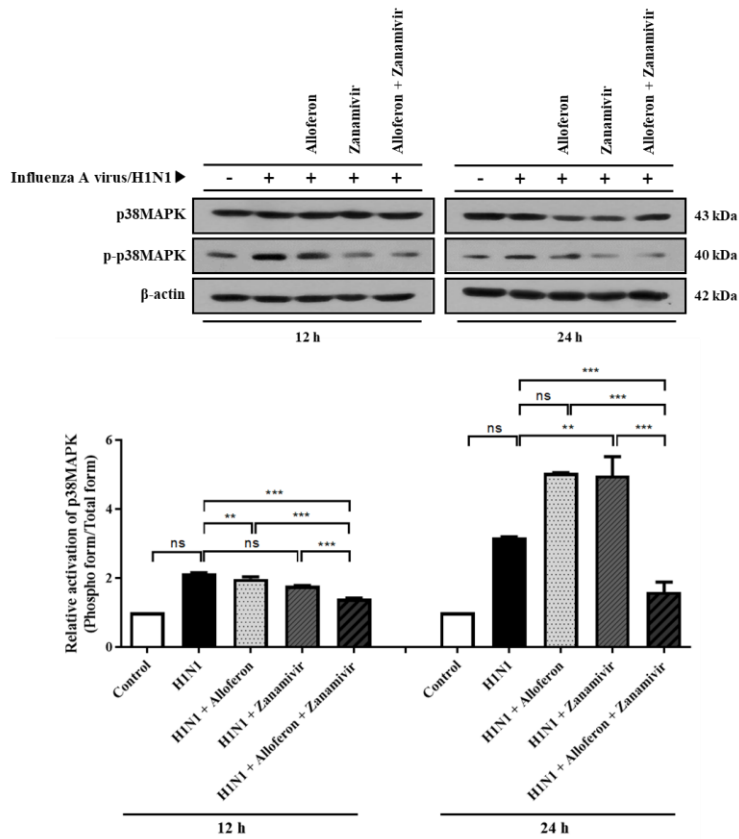 Alloferon
Zanamivir
Alloferon + Zanamivir
Alloferon
Zanamivir
Alloferon + Zanamivir
Influenza A virus/H1N1▶ - + + + + - + + + +
p38MAPK 43 kDa
p-p38MAPK 40 kDa
β-actin 42 kDa
12 h 24 h
Relative activation of p38MAPK
(Phospho form/Total form)
6
4
2
0
ns
**
***
***
ns
***
ns
ns
***
***
**
***
Control
H1N1
H1N1 + Alloferon
H1N1 + Zanamivir
H1N1 + Alloferon + Zanamivir
Control
H1N1
H1N1 + Alloferon
H1N1 + Zanamivir
H1N1 + Alloferon + Zanamivir
12 h 24 h